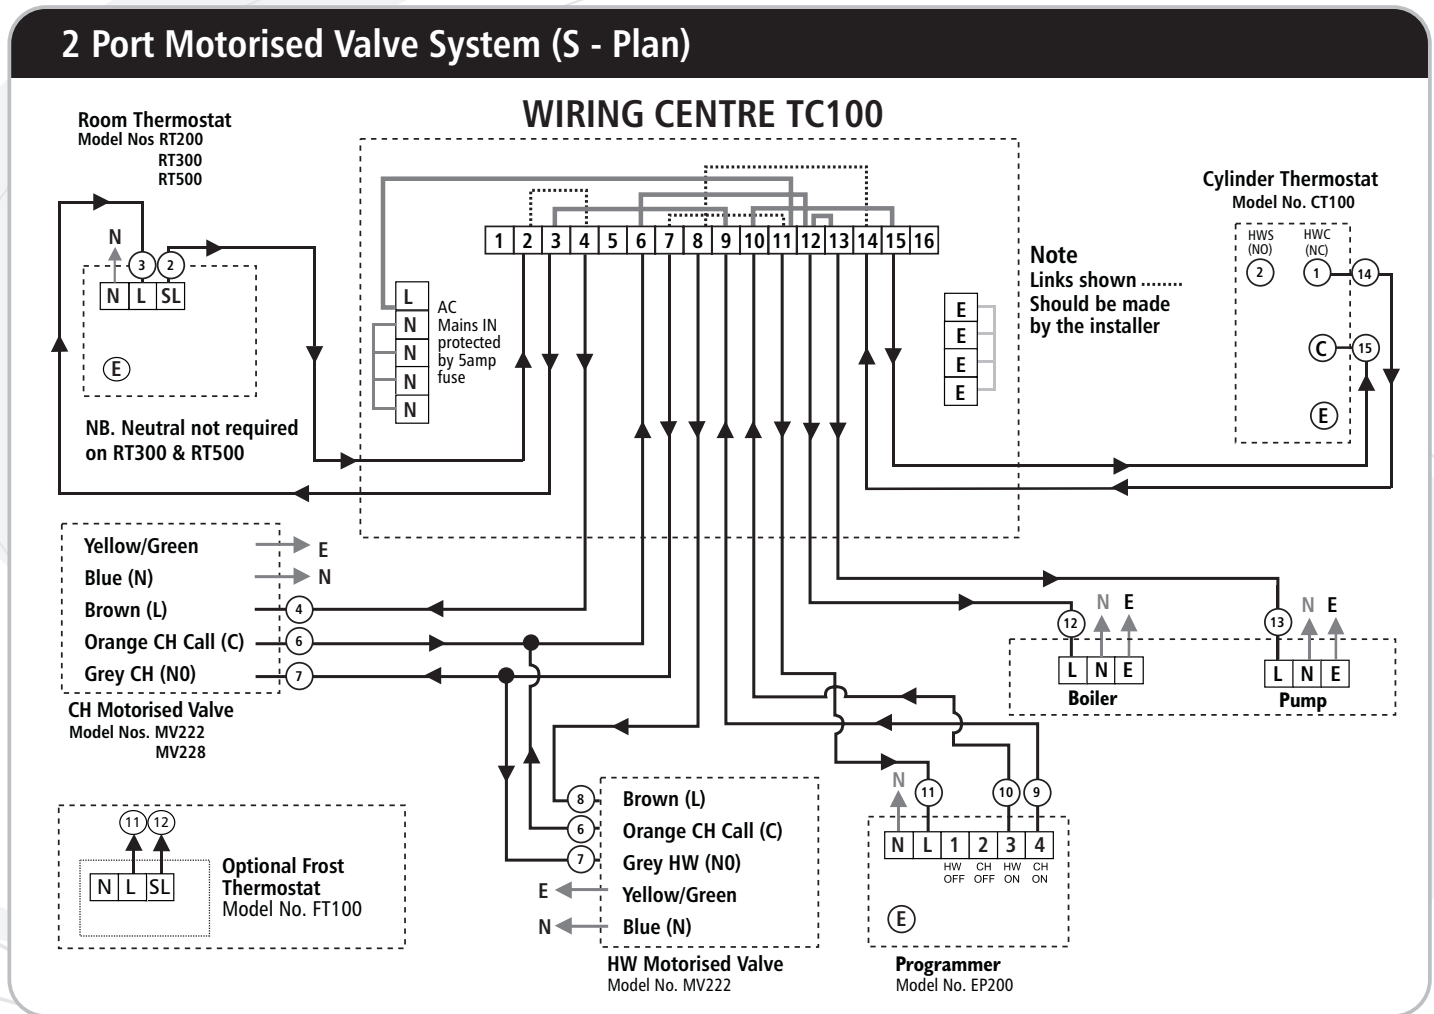 2 Port Motorised Valve System (S - Plan)
WIRING CENTRE TC100
Room Thermostat
Model Nos RT200
RT300
RT500
N
3
2
N L SL
E
NB. Neutral not required
on RT300 & RT500
1 2 3 4 5 6 7 8 9 10 11 12 13 14 15 16
L
N
N
N
N
AC
Mains IN
protected
by 5amp
fuse
E
E
E
E
Note
Links shown ........
Should be made
by the installer
Cylinder Thermostat
Model No. CT100
HWS
(NO)
HWC
(NC)
2
1
14
C
15
E
Yellow/Green
E
Blue (N)
N
Brown (L)
4
Orange CH Call (C)
6
Grey CH (N0)
7
CH Motorised Valve
Model Nos. MV222
MV228
N E
12
L N E
Boiler
N E
13
L N E
Pump
8
Brown (L)
6
Orange CH Call (C)
7
Grey HW (N0)
E
Yellow/Green
N
Blue (N)
HW Motorised Valve
Model No. MV222
11 12
N L SL
Optional Frost
Thermostat
Model No. FT100
N
11
10
9
N L 1 2 3 4
HW
OFF
CH
OFF
HW
ON
CH
ON
E
Programmer
Model No. EP200